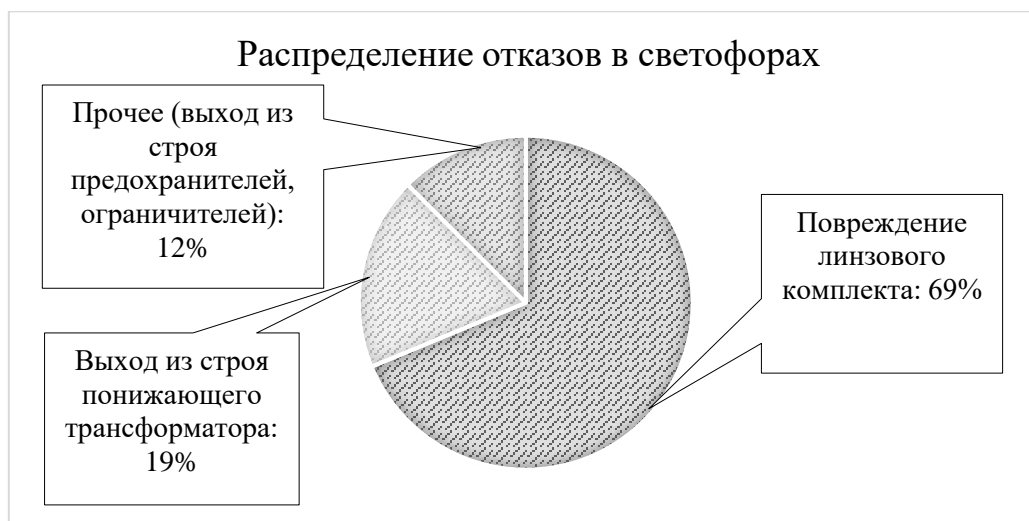 Распределение отказов в светофорах
Прочее (выход из
строя
предохранителей,
ограничителей):
12%
Повреждение
линзового
комплекта: 69%
Выход из строя
понижающего
трансформатора:
19%